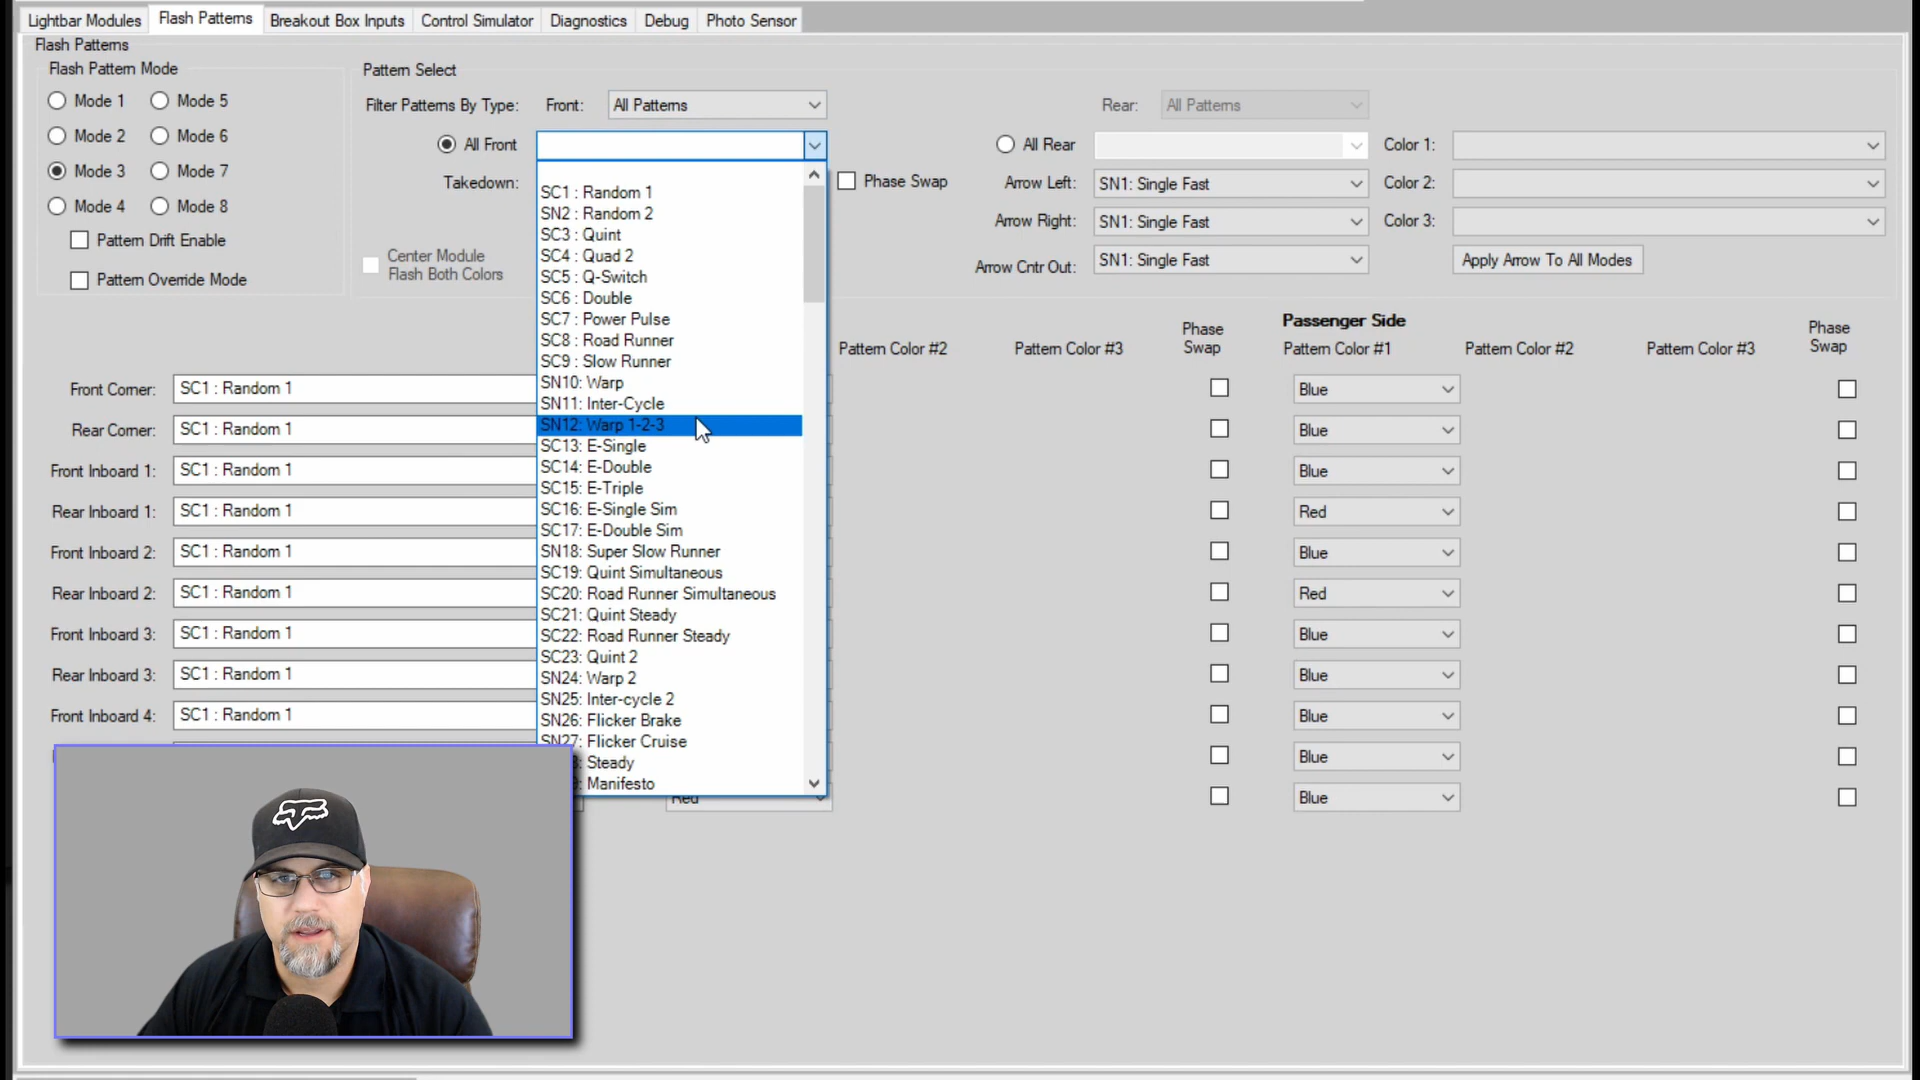 Lightbar Modules
Flash Patterns
Breakout Box Inputs
Control Simulator
Diagnostics
Debug
Photo Sensor
Flash Patterns
Flash Pattern Mode
Mode 1
Mode 5
Mode 2
Mode 6
Mode 3
Mode 7
Mode 4
Mode 8
Pattern Drift Enable
Pattern Override Mode
Pattern Select
Filter Patterns By Type:
Front:
All Patterns
Rear:
All Patterns
All Front
All Rear
Color 1:
Takedown:
Phase Swap
Arrow Left:
SN1: Single Fast
Color 2:
Arrow Right:
SN1: Single Fast
Color 3:
Center Module
Flash Both Colors
Arrow Cntr Out:
SN1: Single Fast
Apply Arrow To All Modes
SC1 : Random 1
SN2 : Random 2
SC3 : Quint
SC4 : Quad 2
SC5 : Q-Switch
SC6 : Double
SC7 : Power Pulse
SC8 : Road Runner
SC9 : Slow Runner
SN10: Warp
SN11: Inter-Cycle
SN12: Warp 1-2-3
SC13: E-Single
SC14: E-Double
SC15: E-Triple
SC16: E-Single Sim
SC17: E-Double Sim
SN18: Super Slow Runner
SC19: Quint Simultaneous
SC20: Road Runner Simultaneous
SC21: Quint Steady
SC22: Road Runner Steady
SC23: Quint 2
SN24: Warp 2
SN25: Inter-cycle 2
SN26: Flicker Brake
SN27: Flicker Cruise
: Steady
: Manifesto
Passenger Side
Pattern Color #2
Pattern Color #3
Phase
Swap
Pattern Color #1
Pattern Color #2
Pattern Color #3
Phase
Swap
Front Corner:
SC1 : Random 1
Blue
Rear Corner:
SC1 : Random 1
Blue
Front Inboard 1:
SC1 : Random 1
Blue
Rear Inboard 1:
SC1 : Random 1
Red
Front Inboard 2:
SC1 : Random 1
Blue
Rear Inboard 2:
SC1 : Random 1
Red
Front Inboard 3:
SC1 : Random 1
Blue
Rear Inboard 3:
SC1 : Random 1
Blue
Front Inboard 4:
SC1 : Random 1
Blue
Blue
Red
Blue